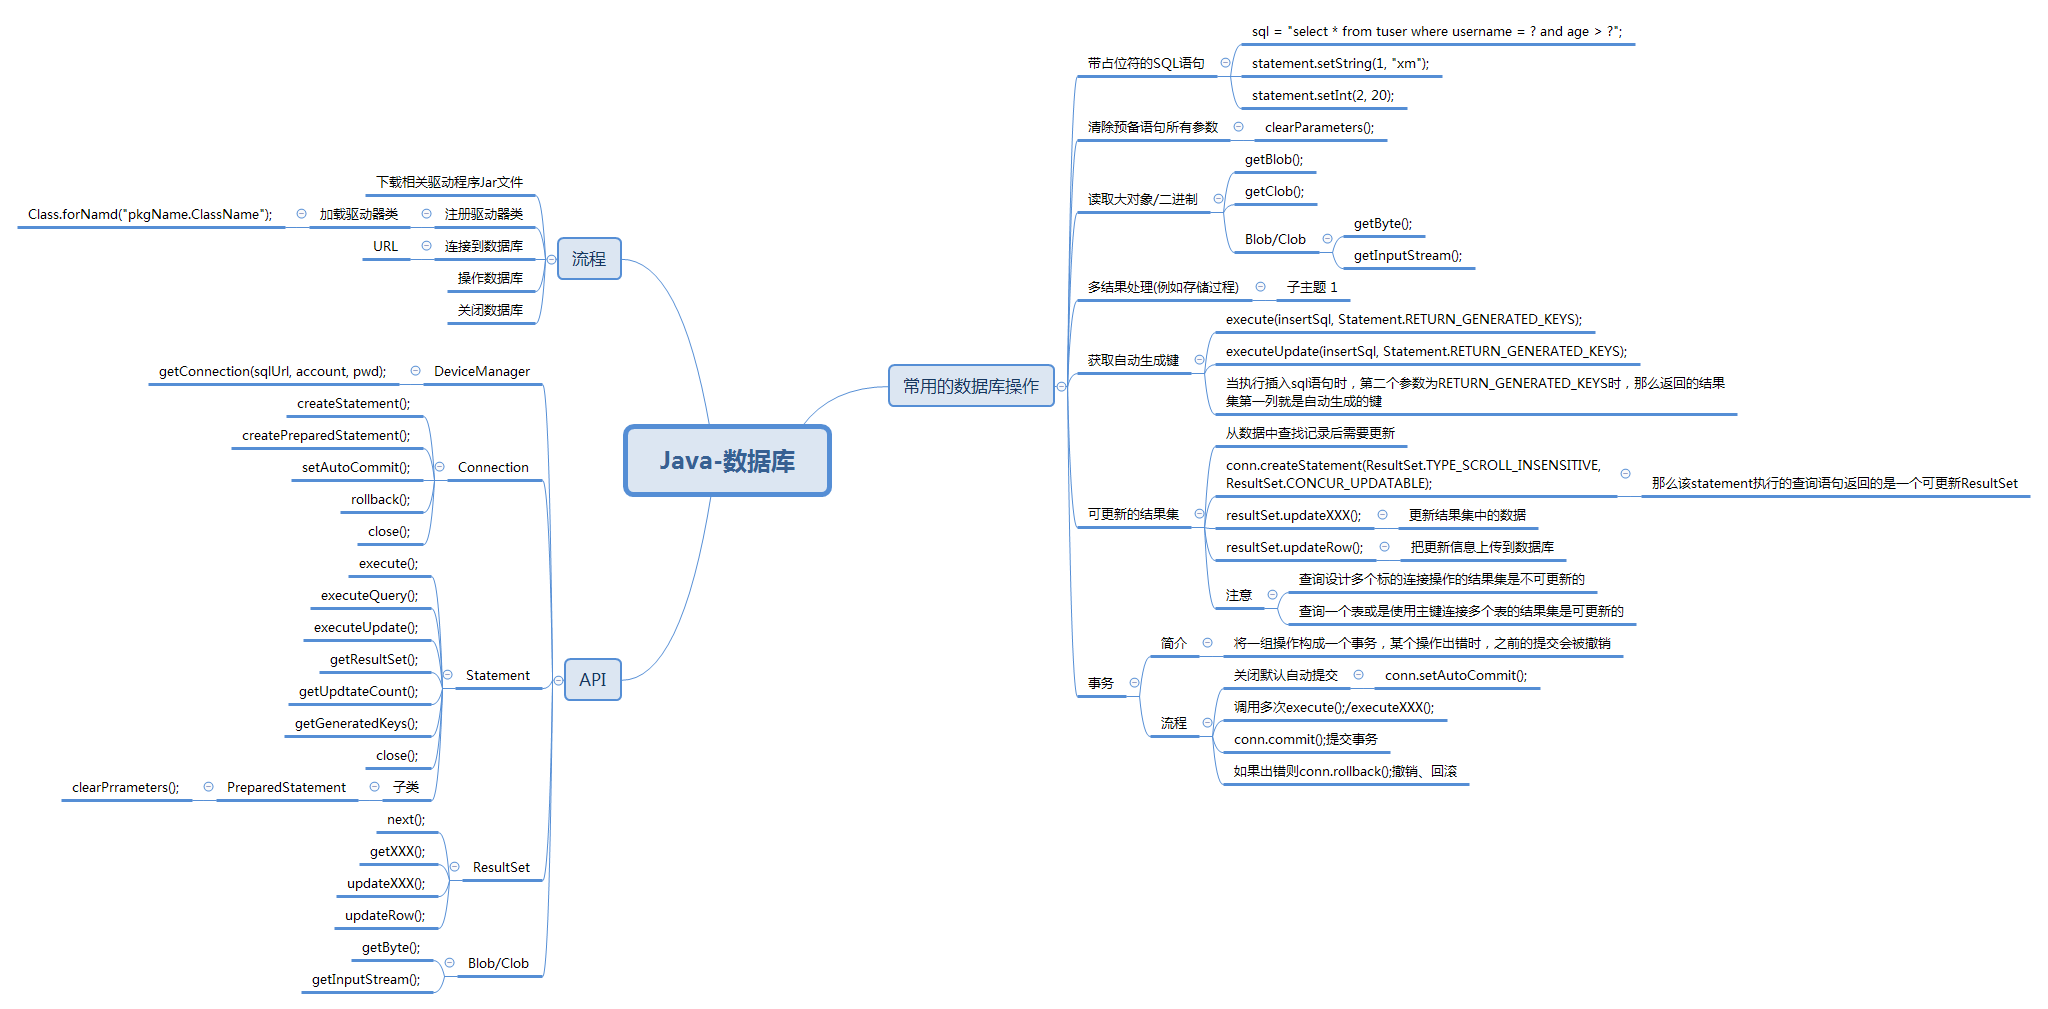 Java-数据库
流程
下载相关驱动程序Jar文件
注册驱动器类
加载驱动器类
Class.forNamd("pkgName.ClassName");
连接到数据库
URL
操作数据库
关闭数据库
API
DeviceManager
getConnection(sqlUrl, account, pwd);
Connection
createStatement();
createPreparedStatement();
setAutoCommit();
rollback();
close();
Statement
execute();
executeQuery();
executeUpdate();
getResultSet();
getUpdtateCount();
getGeneratedKeys();
close();
子类
PreparedStatement
clearPrrameters();
ResultSet
next();
getXXX();
updateXXX();
updateRow();
Blob/Clob
getByte();
getInputStream();
常用的数据库操作
带占位符的SQL语句
sql = "select * from tuser where username = ? and age > ?";
statement.setString(1, "xm");
statement.setInt(2, 20);
清除预备语句所有参数
clearParameters();
读取大对象/二进制
getBlob();
getClob();
Blob/Clob
getByte();
getInputStream();
多结果处理(例如存储过程)
子主题 1
获取自动生成键
execute(insertSql, Statement.RETURN_GENERATED_KEYS);
executeUpdate(insertSql, Statement.RETURN_GENERATED_KEYS);
当执行插入sql语句时，第二个参数为RETURN_GENERATED_KEYS时，那么返回的结果
集第一列就是自动生成的键
可更新的结果集
从数据中查找记录后需要更新
conn.createStatement(ResultSet.TYPE_SCROLL_INSENSITIVE,
ResultSet.CONCUR_UPDATABLE);
那么该statement执行的查询语句返回的是一个可更新ResultSet
resultSet.updateXXX();
更新结果集中的数据
resultSet.updateRow();
把更新信息上传到数据库
注意
查询设计多个标的连接操作的结果集是不可更新的
查询一个表或是使用主键连接多个表的结果集是可更新的
事务
简介
将一组操作构成一个事务，某个操作出错时，之前的提交会被撤销
流程
关闭默认自动提交
conn.setAutoCommit();
调用多次execute();/executeXXX();
conn.commit();提交事务
如果出错则conn.rollback();撤销、回滚